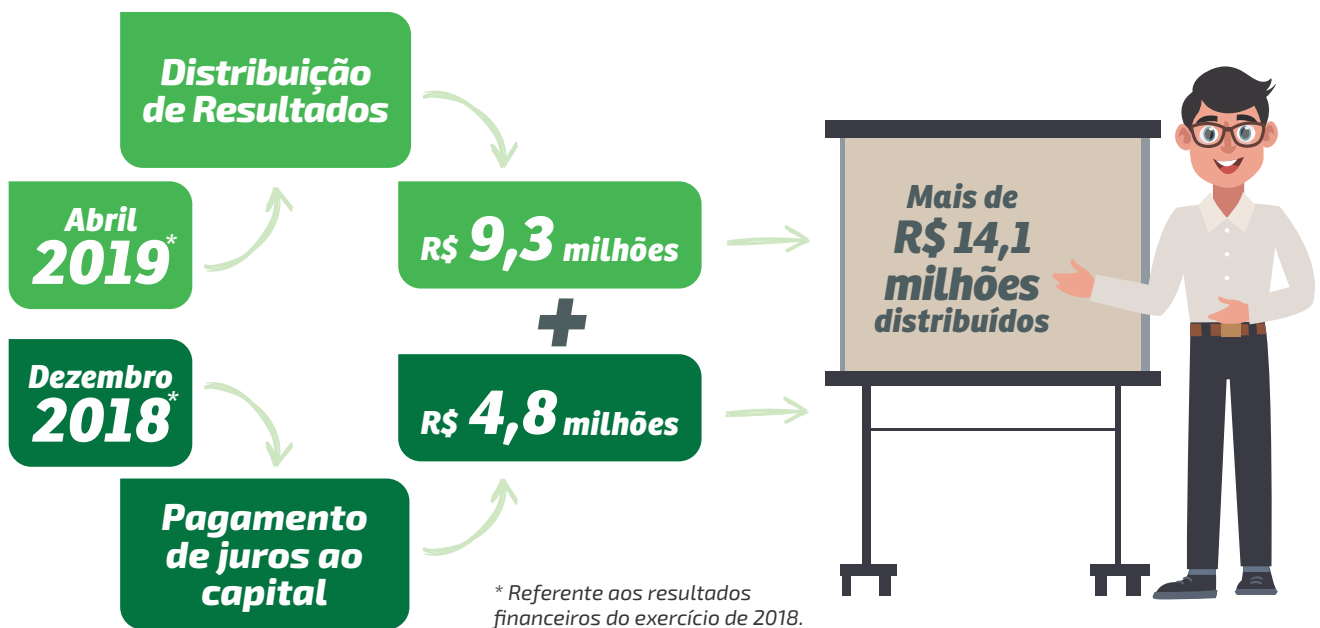 Distribuição
de Resultados
Abril
2019*
R$ 9,3 milhões
+
Dezembro
2018*
R$ 4,8 milhões
Pagamento
de juros ao
capital
* Referente aos resultados
financeiros do exercício de 2018.
Mais de
R$ 14,1
milhões
distribuídos